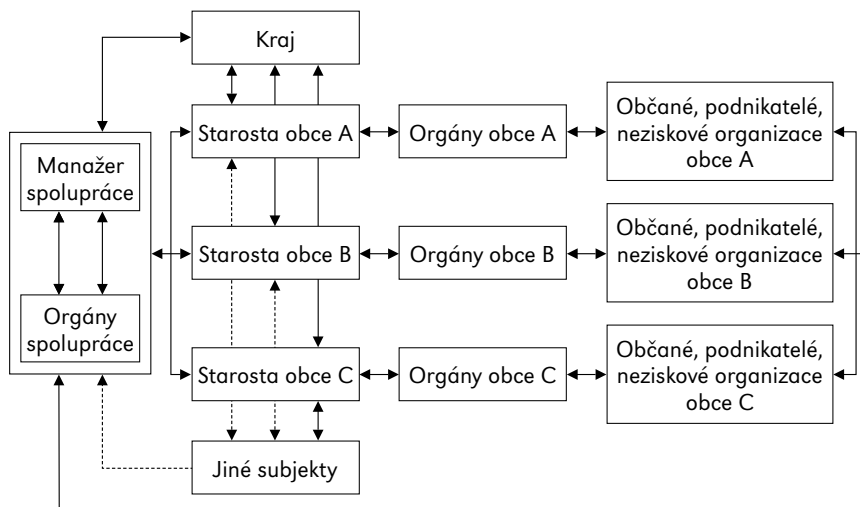 Kraj
Starosta obce A
Orgány obce A
Občané, podnikatelé,
neziskové organizace
obce A
Manažer
spolupráce
Starosta obce B
Orgány obce B
Občané, podnikatelé,
neziskové organizace
obce B
Orgány
spolupráce
Starosta obce C
Orgány obce C
Občané, podnikatelé,
neziskové organizace
obce C
Jiné subjekty